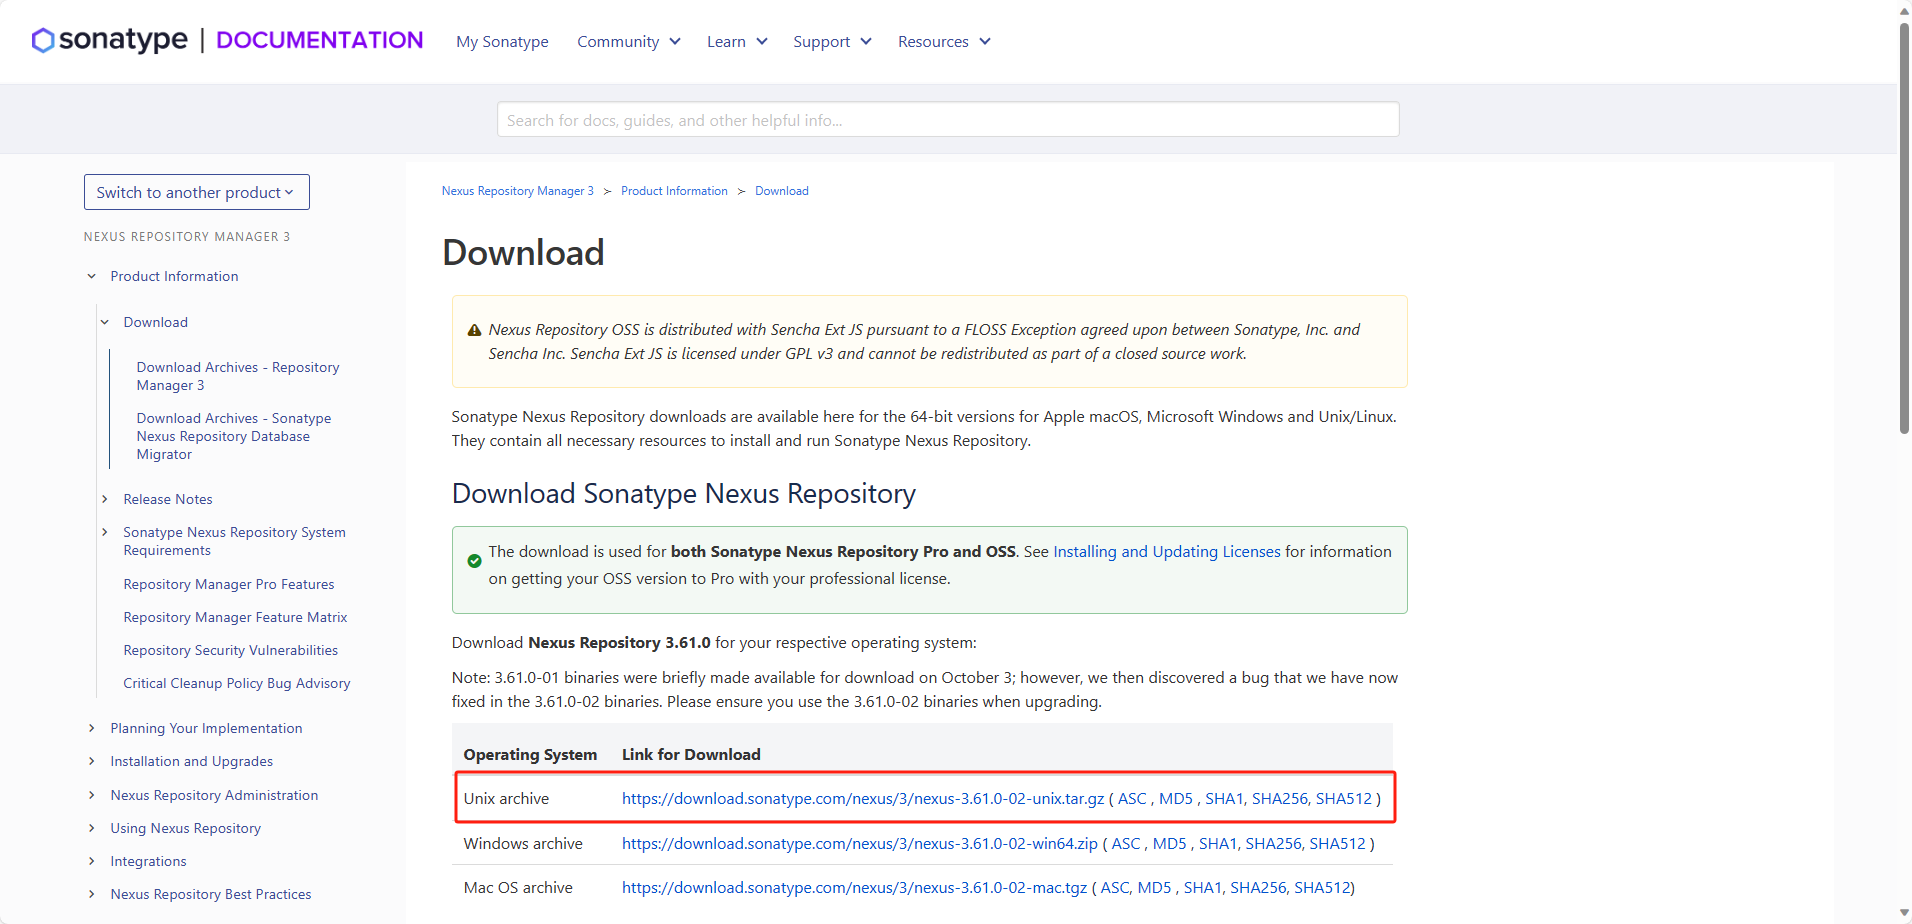 sonatype | DOCUMENTATION
My Sonatype
Community
Learn
Support
Resources
Search for docs, guides, and other helpful info...
Switch to another product
NEXUS REPOSITORY MANAGER 3
Product Information
Download
Download Archives - Repository
Manager 3
Download Archives - Sonatype
Nexus Repository Database
Migrator
Release Notes
Sonatype Nexus Repository System
Requirements
Repository Manager Pro Features
Repository Manager Feature Matrix
Repository Security Vulnerabilities
Critical Cleanup Policy Bug Advisory
Planning Your Implementation
Installation and Upgrades
Nexus Repository Administration
Using Nexus Repository
Integrations
Nexus Repository Best Practices
Nexus Repository Manager 3 > Product Information > Download
Download
Nexus Repository OSS is distributed with Sencha Ext JS pursuant to a FLOSS Exception agreed upon between Sonatype, Inc. and
Sencha Inc. Sencha Ext JS is licensed under GPL v3 and cannot be redistributed as part of a closed source work.
Sonatype Nexus Repository downloads are available here for the 64-bit versions for Apple macOS, Microsoft Windows and Unix/Linux.
They contain all necessary resources to install and run Sonatype Nexus Repository.
Download Sonatype Nexus Repository
The download is used for both Sonatype Nexus Repository Pro and OSS. See Installing and Updating Licenses for information
on getting your OSS version to Pro with your professional license.
Download Nexus Repository 3.61.0 for your respective operating system:
Note: 3.61.0-01 binaries were briefly made available for download on October 3; however, we then discovered a bug that we have now
fixed in the 3.61.0-02 binaries. Please ensure you use the 3.61.0-02 binaries when upgrading.
Operating System Link for Download
Unix archive https://download.sonatype.com/nexus/3/nexus-3.61.0-02-unix.tar.gz ( ASC , MD5 , SHA1, SHA256, SHA512 )
Windows archive https://download.sonatype.com/nexus/3/nexus-3.61.0-02-win64.zip ( ASC , MD5 , SHA1, SHA256, SHA512 )
Mac OS archive https://download.sonatype.com/nexus/3/nexus-3.61.0-02-mac.tgz ( ASC, MD5 , SHA1, SHA256, SHA512)